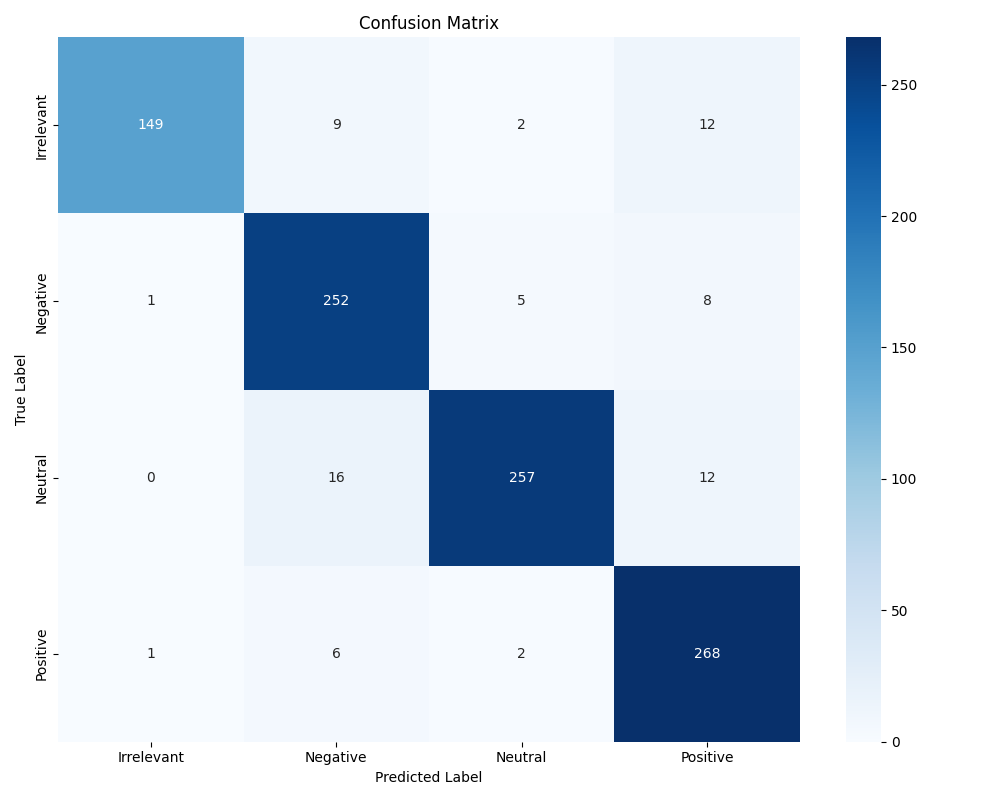 Confusion Matrix
True Label
Irrelevant
149 9 2 12
Negative
1 252 5 8
Neutral
0 16 257 12
Positive
1 6 2 268
Irrelevant Negative Neutral Positive
Predicted Label
250
200
150
100
50
0